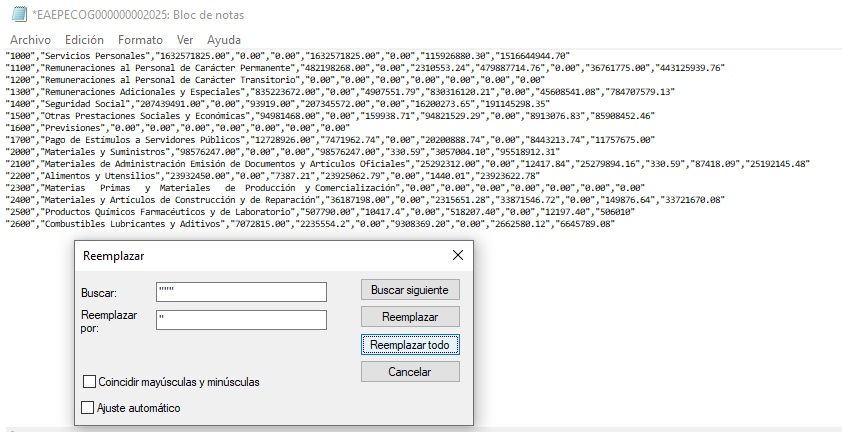 *EAEPECOG000000002025: Bloc de notas
Archivo Edición Formato Ver Ayuda
"1000","Servicios Personales","1632571825.00","0.00","0.00","1632571825.00","0.00","115926880.30","1516644944.70"
"1100","Remuneraciones al Personal de Carácter Permanente","482198268.00","0.00","2310553.24","479887714.76","0.00","36761775.00","443125939.76"
"1200","Remuneraciones al Personal de Carácter Transitorio","0.00","0.00","0.00","0.00","0.00","0.00","0.00"
"1300","Remuneraciones Adicionales y Especiales","835223672.00","0.00","4907551.79","830316120.21","0.00","45608541.08","784707579.13"
"1400","Seguridad Social","207439491.00","0.00","93919.00","207345572.00","0.00","16200273.65","191145298.35"
"1500","Otras Prestaciones Sociales y Económicas","94981468.00","0.00","159938.71","94821529.29","0.00","8913076.83","85908452.46"
"1600","Previsiones","0.00","0.00","0.00","0.00","0.00","0.00","0.00"
"1700","Pago de Estímulos a Servidores Públicos","12728926.00","7471962.74","0.00","20200888.74","0.00","8443213.74","11757675.00"
"2000","Materiales y Suministros","98576247.00","0.00","0.00","98576247.00","330.59","3057004.10","95518912.31"
"2100","Materiales de Administración Emisión de Documentos y Artículos Oficiales","25292312.00","0.00","12417.84","25279894.16","330.59","87418.09","25192145.48"
"2200","Alimentos y Utensilios","23932450.00","0.00","7387.21","23925062.79","0.00","1440.01","23923622.78"
"2300","Materias Primas y Materiales de Producción y Comercialización","0.00","0.00","0.00","0.00","0.00","0.00","0.00"
"2400","Materiales y Artículos de Construcción y de Reparación","36187198.00","0.00","2315651.28","33871546.72","0.00","149876.64","33721670.08"
"2500","Productos Químicos Farmacéuticos y de Laboratorio","507790.00","10417.4","0.00","518207.40","0.00","12197.40","506010"
"2600","Combustibles Lubricantes y Aditivos","7072815.00","2235554.2","0.00","9308369.20","0.00","2662580.12","6645789.08"
Reemplazar
Buscar: """ Buscar siguiente
Reemplazar por: " Reemplazar
Reemplazar todo
Cancelar
Coincidir mayúsculas y minúsculas
Ajuste automático